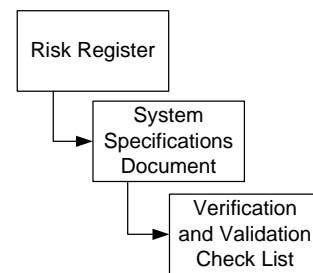 Risk Register
System
Specifications
Document
Verification
and Validation
Check List